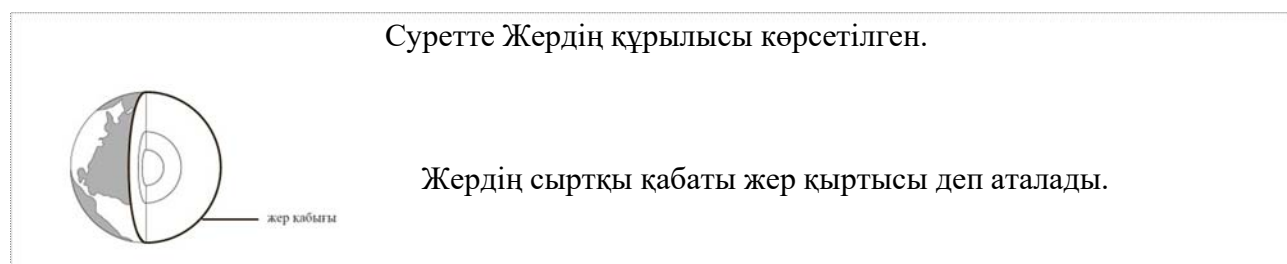 Суретте Жердің құрылысы көрсетілген.
Жердің сыртқы қабаты жер қыртысы деп аталады.
жер қабығы